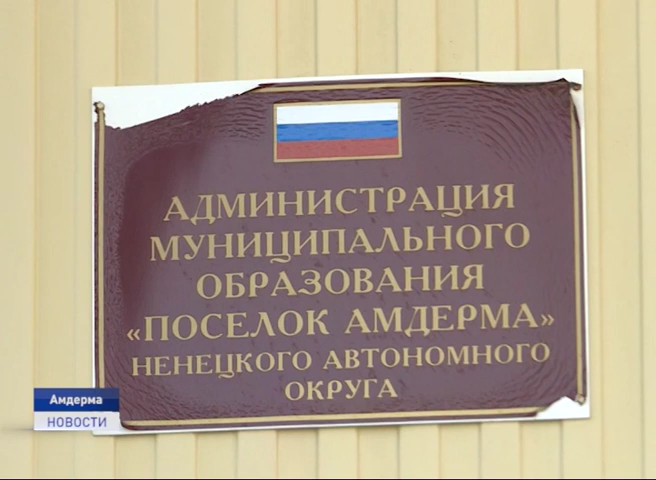 АДМИНИСТРАЦИЯ
МУНИЦИПАЛЬНОГО
ОБРАЗОВАНИЯ
«ПОСЕЛОК АМДЕРМА»
НЕНЕЦКОГО АВТОНОМНОГО
ОКРУГА
Амдерма
НОВОСТИ